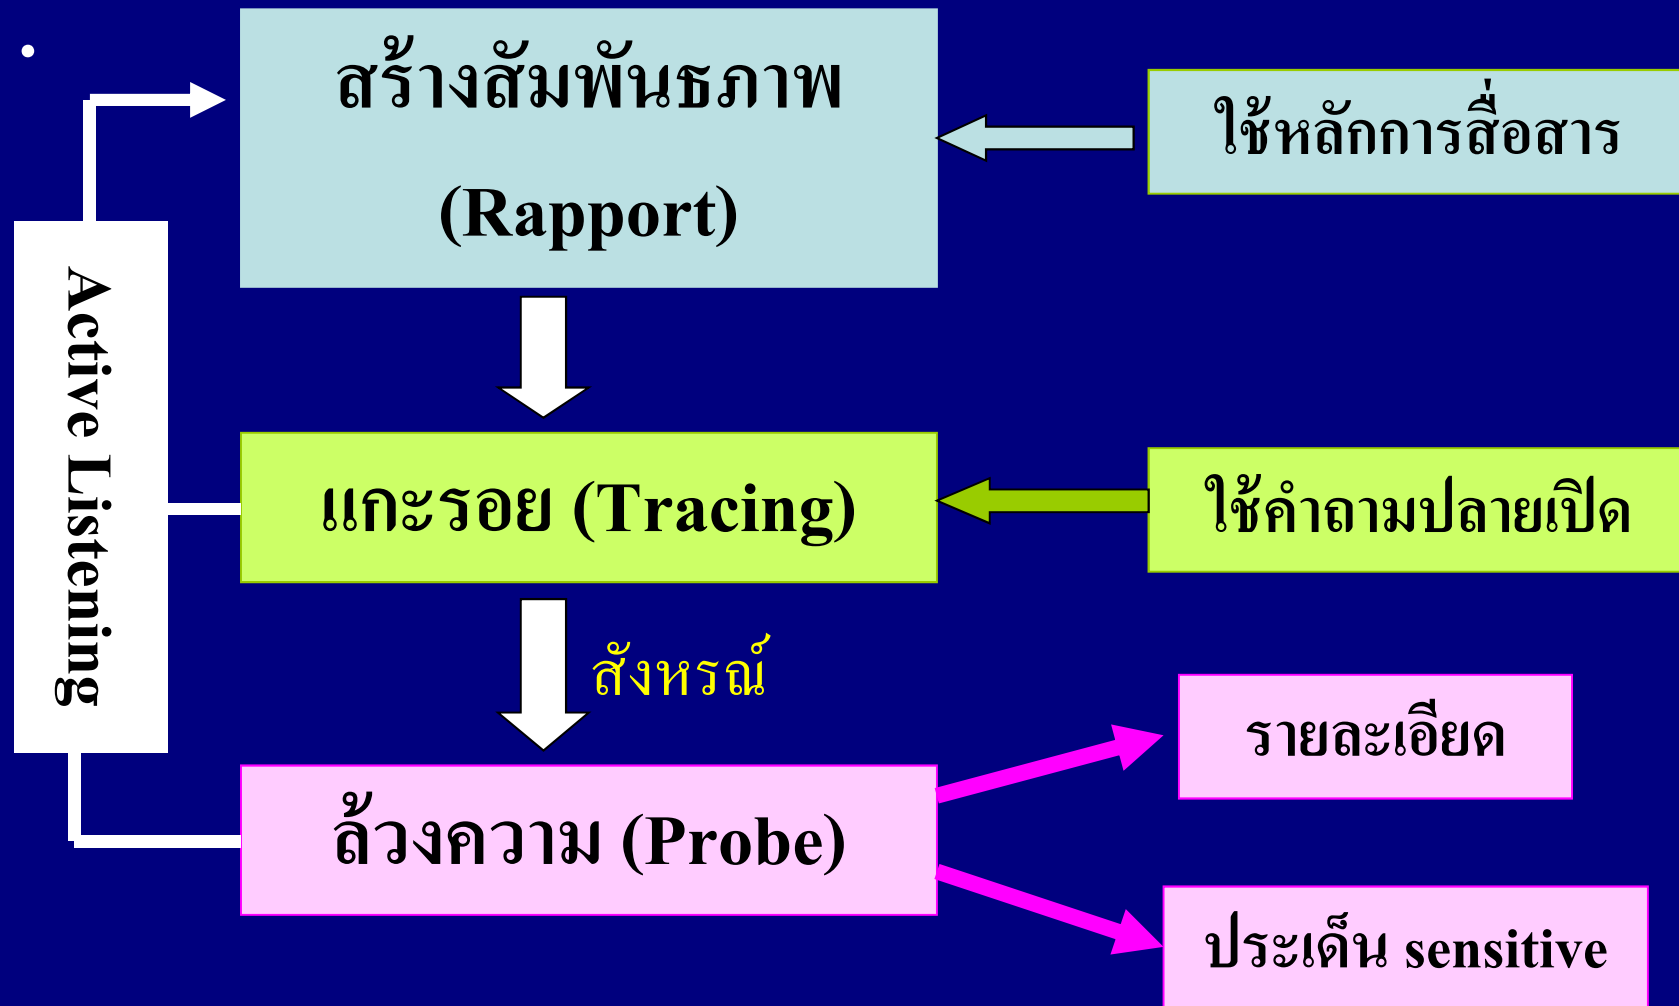 •
สร้างสัมพันธภาพ
(Rapport)
ใช้หลักการสื่อสาร
Active Listening
แกะรอย (Tracing)
ใช้คำถามปลายเปิด
สังหรณ์
รายละเอียด
ล้วงความ (Probe)
ประเด็น sensitive